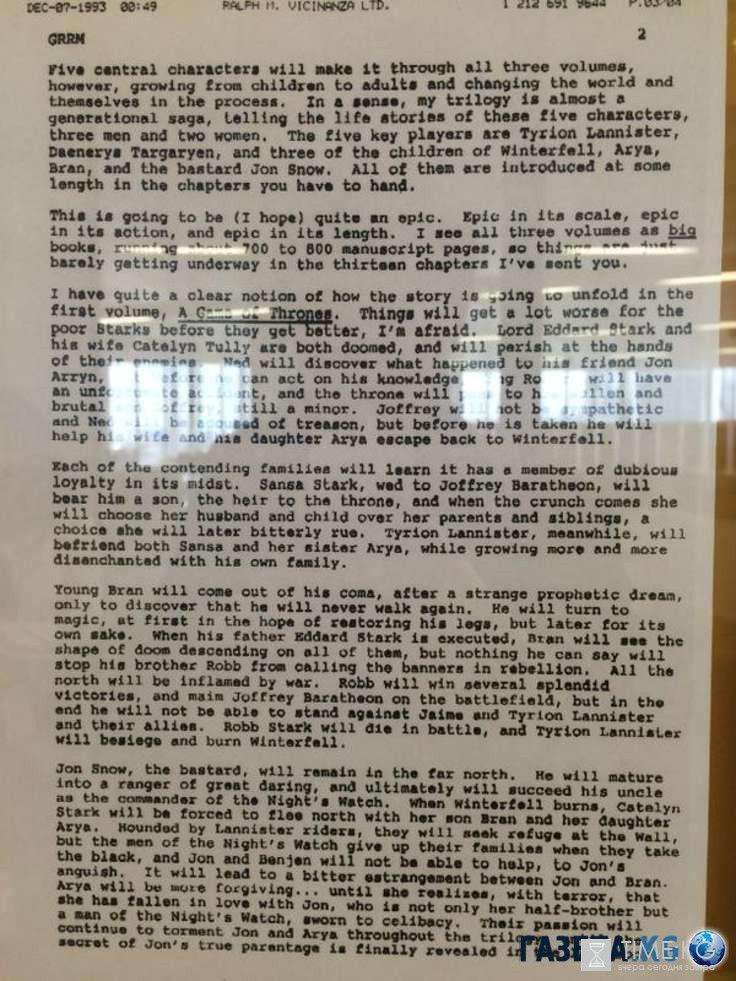 DEC-07-1993 00:49 RALPH M. VICINANZA LTD. 1 212 691 9644 P.03/04
GRRM 2
Five central characters will make it through all three volumes,
however, growing from children to adults and changing the world and
themselves in the process. In a sense, my trilogy is almost a
generational saga, telling the life stories of these five characters,
three men and two women. The five key players are Tyrion Lannister,
Daenerys Targaryen, and three of the children of Winterfell, Arya,
Bran, and the bastard Jon Snow. All of them are introduced at some
length in the chapters you have to hand.
This is going to be (I hope) quite an epic. Epic in its scale, epic
in its action, and epic in its length. I see all three volumes as big
books, running about 700 to 800 manuscript pages, so things are just
barely getting underway in the thirteen chapters I've sent you.
I have quite a clear notion of how the story is going to unfold in the
first volume, A Game of Thrones. Things will get a lot worse for the
poor Starks before they get better, I'm afraid. Lord Eddard Stark and
his wife Catelyn Tully are both doomed, and will perish at the hands
of their enemies. Ned will discover what happened to his friend Jon
Arryn, can act on his knowledge will have
an and the throne will to
brutal still a minor. Joffrey will not be sympathetic
and Ned will be accused of treason, but before he is taken he will
help his wife and his daughter Arya escape back to Winterfell.
Each of the contending families will learn it has a member of dubious
loyalty in its midst. Sansa Stark, wed to Joffrey Baratheon, will
bear him a son, the heir to the throne, and when the crunch comes she
will choose her husband and child over her parents and siblings, a
choice she will later bitterly rue. Tyrion Lannister, meanwhile, will
befriend both Sansa and her sister Arya, while growing more and more
disenchanted with his own family.
Young Bran will come out of his coma, after a strange prophetic dream,
only to discover that he will never walk again. He will turn to
magic, at first in the hope of restoring his legs, but later for its
own sake. When his father Eddard Stark is executed, Bran will see the
shape of doom descending on all of them, but nothing he can say will
stop his brother Robb from calling the banners in rebellion. All the
north will be inflamed by war. Robb will win several splendid
victories, and maim Joffrey Baratheon on the battlefield, but in the
end he will not be able to stand against Jaime and Tyrion Lannister
and their allies. Robb Stark will die in battle, and Tyrion Lannister
will besiege and burn Winterfell.
Jon Snow, the bastard, will remain in the far north. He will mature
into a ranger of great daring, and ultimately will succeed his uncle
as the commander of the Night's Watch. When Winterfell burns, Catelyn
Stark will be forced to flee north with her son Bran and her daughter
Arya. Hounded by Lannister riders, they will seek refuge at the Wall,
but the men of the Night's Watch give up their families when they take
the black, and Jon and Benjen will not be able to help, to Jon's
anguish. It will lead to a bitter estrangement between Jon and Bran.
Arya will be more forgiving... until she realizes, with terror, that
she has fallen in love with Jon, who is not only her half-brother but
a man of the Night's Watch, sworn to celibacy. Their passion will
continue to torment Jon and Arya throughout the
secret of Jon's true parentage is finally revealed in
ГАЗЕТА.KG
вчера сегодня завтра